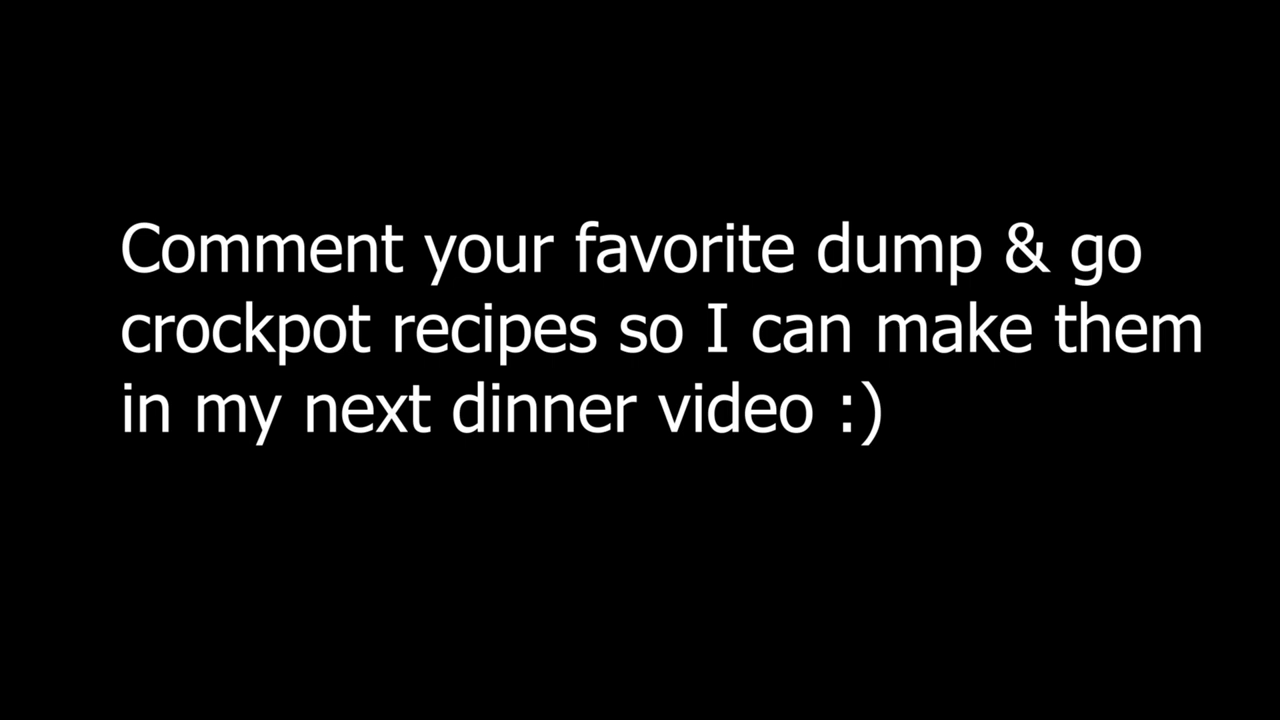 Comment your favorite dump & go
crockpot recipes so I can make them
in my next dinner video :)